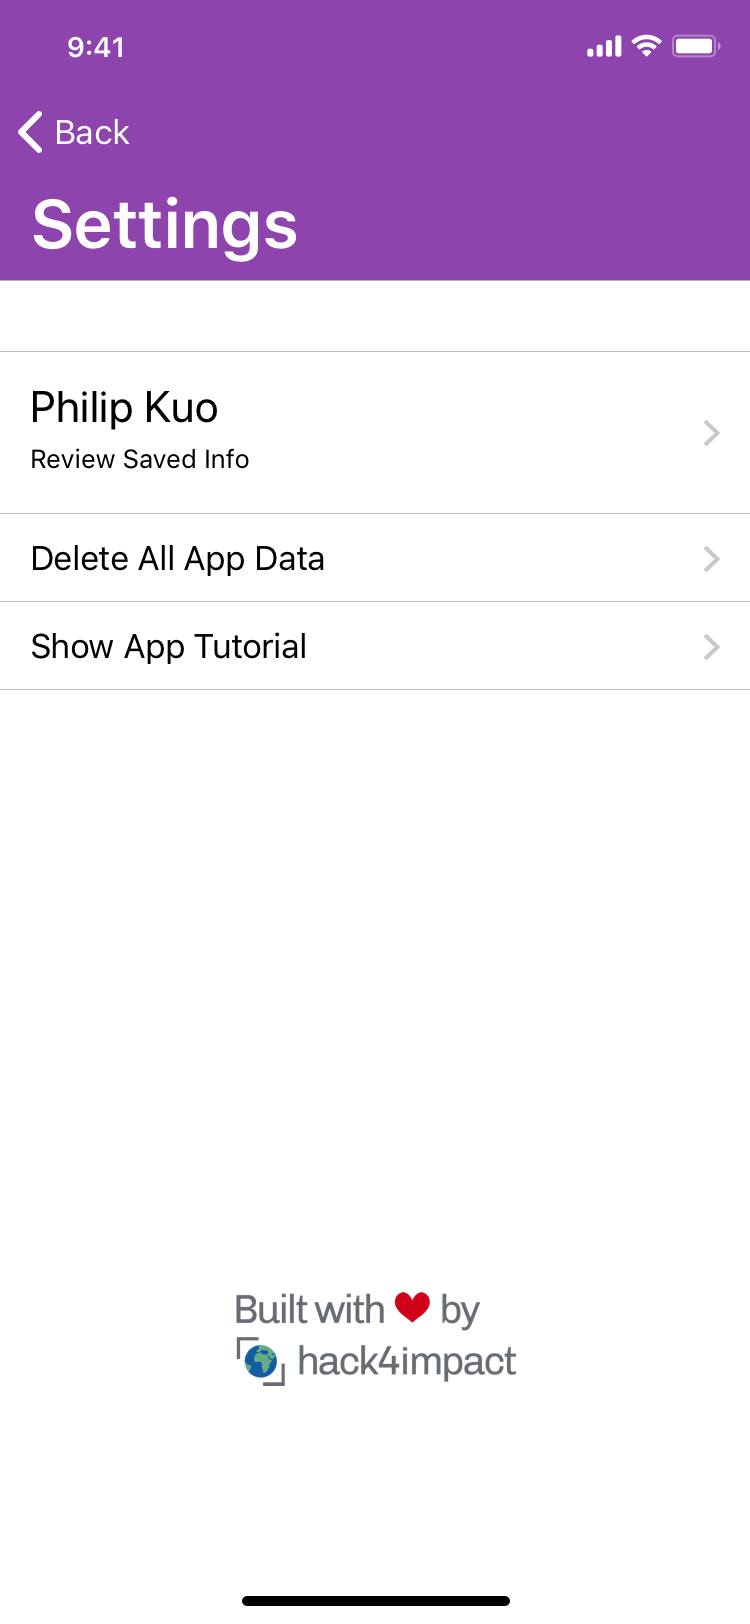 9:41
Back
Settings
Philip Kuo
Review Saved Info
Delete All App Data
Show App Tutorial
Built with ❤ by
hack4impact